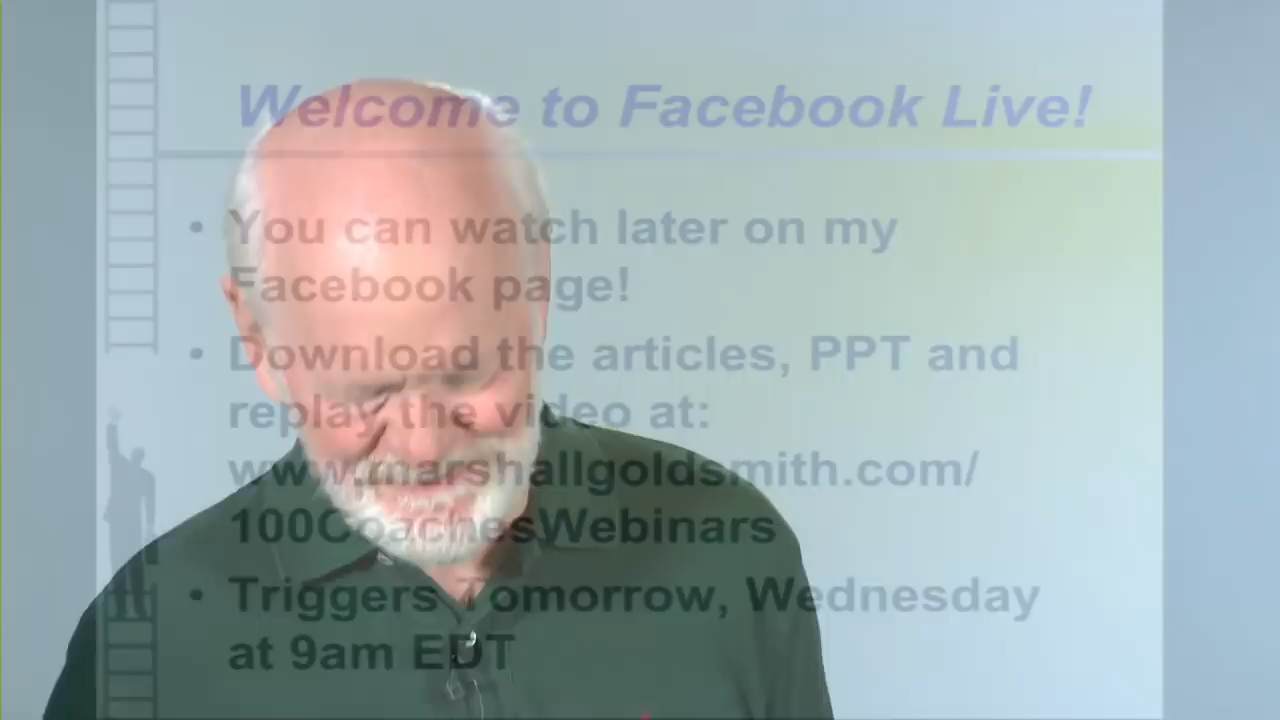 Welcome to Facebook Live!
• You can watch later on my
Facebook page!
• Download the articles, PPT and
replay the video at:
www.marshallgoldsmith.com/
100CoachesWebinars
• Triggers Tomorrow, Wednesday
at 9am EDT